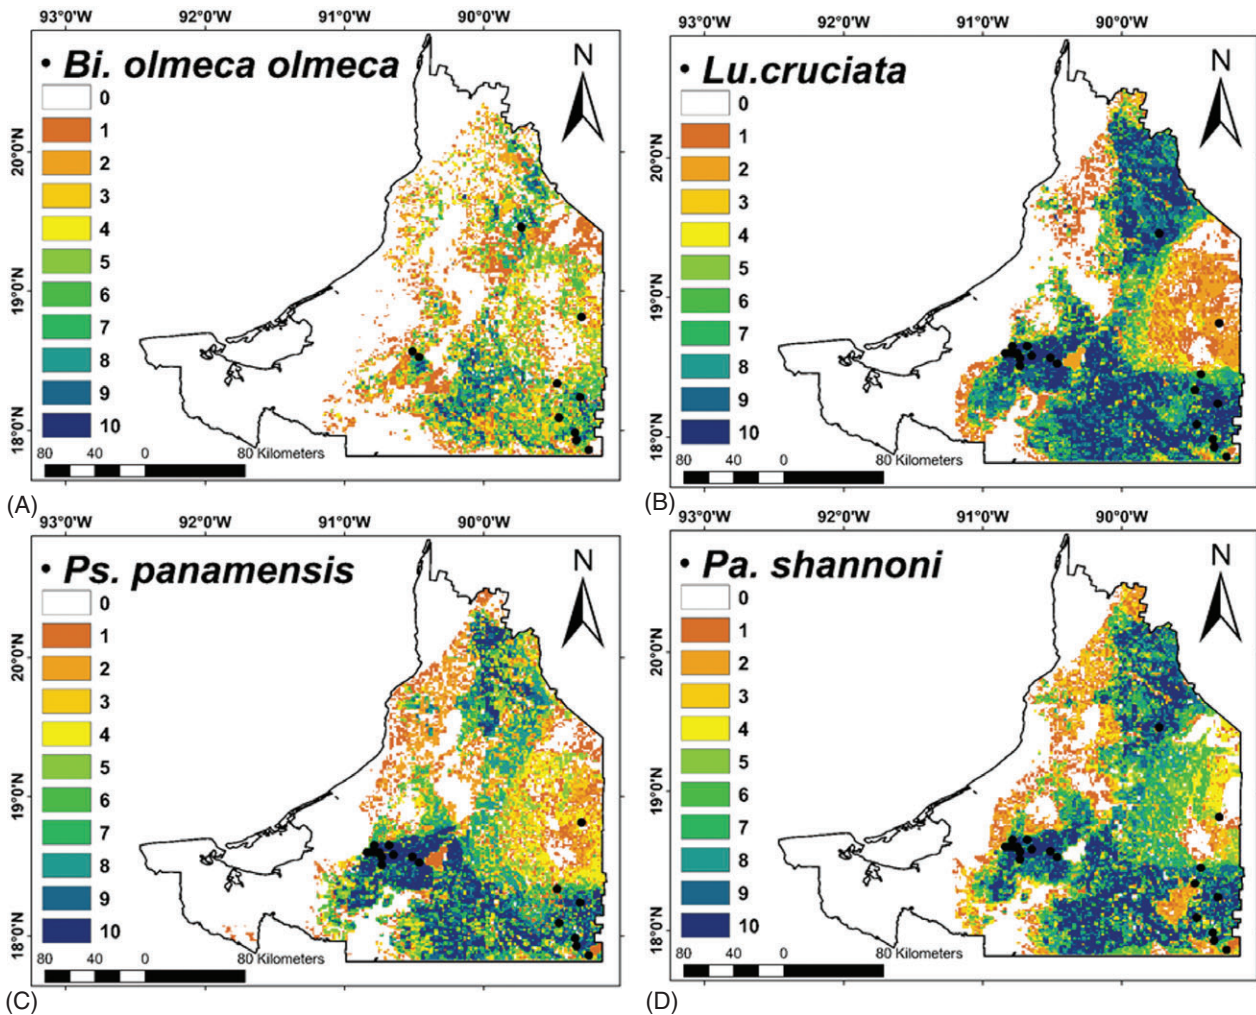 93°0'W 92°0'W 91°0'W 90°0'W
• Bi. olmeca olmeca
N
0
1
2
3
4
5
6
7
8
9
10
20°0'N
19°0'N
18°0'N
80 40 0 80 Kilometers
(A)
93°0'W 92°0'W 91°0'W 90°0'W
• Lu.cruciata
N
0
1
2
3
4
5
6
7
8
9
10
20°0'N
19°0'N
18°0'N
80 40 0 80 Kilometers
(B)
93°0'W 92°0'W 91°0'W 90°0'W
• Ps. panamensis
N
0
1
2
3
4
5
6
7
8
9
10
20°0'N
19°0'N
18°0'N
80 40 0 80 Kilometers
(C)
93°0'W 92°0'W 91°0'W 90°0'W
• Pa. shannoni
N
0
1
2
3
4
5
6
7
8
9
10
20°0'N
19°0'N
18°0'N
80 40 0 80 Kilometers
(D)